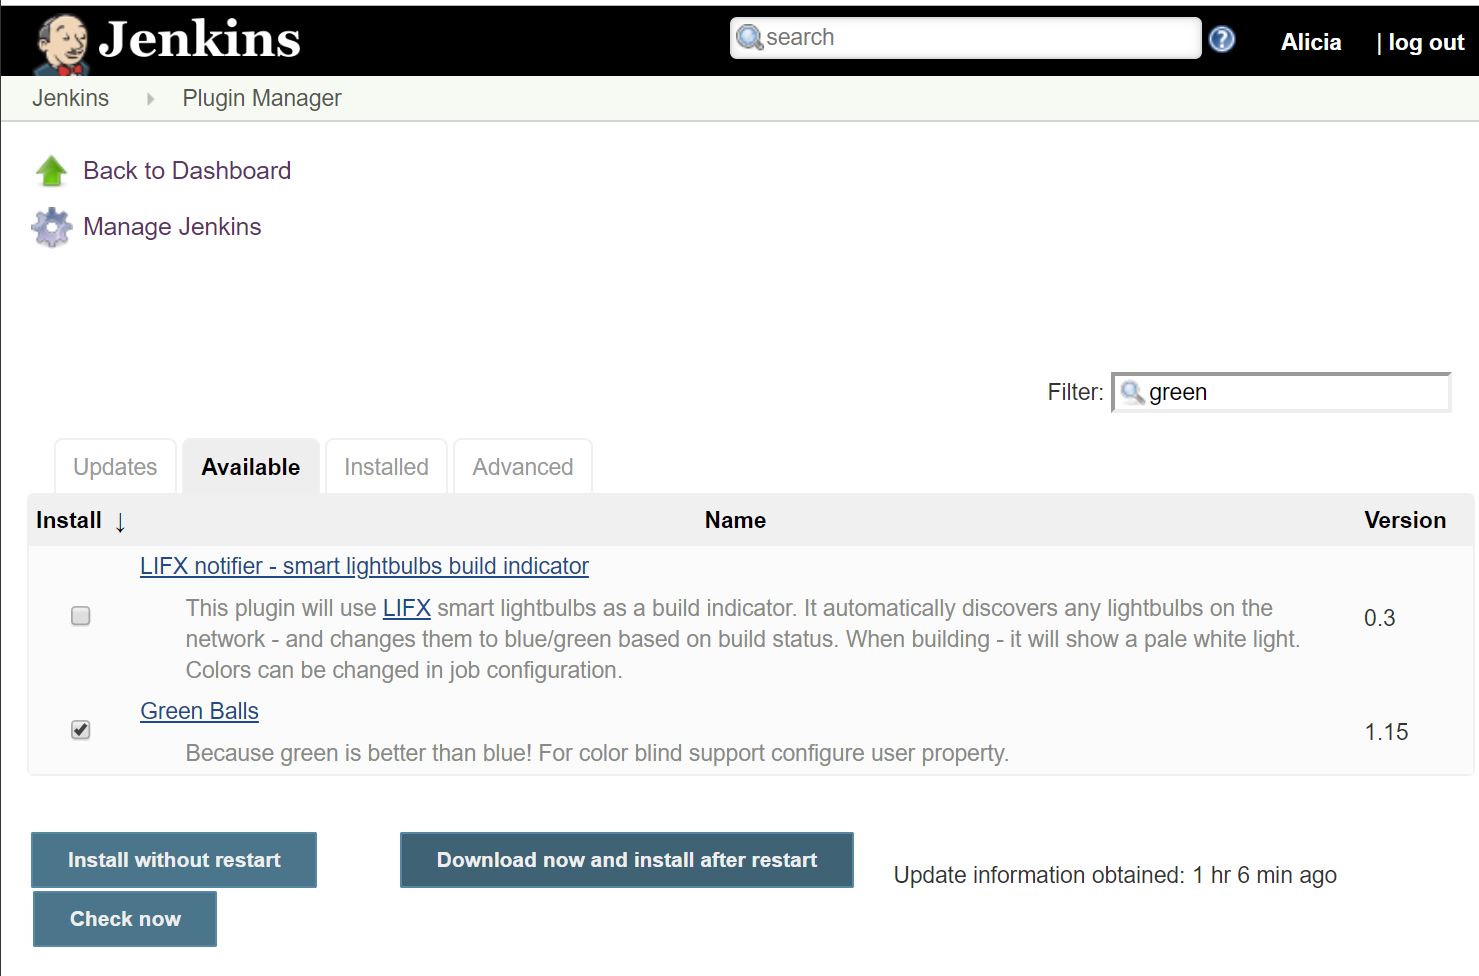 Jenkins
search
?
Alicia
| log out
Jenkins
Plugin Manager
Back to Dashboard
Manage Jenkins
Filter: green
Updates
Available
Installed
Advanced
Install ↓
Name
Version
LIFX notifier - smart lightbulbs build indicator
This plugin will use LIFX smart lightbulbs as a build indicator. It automatically discovers any lightbulbs on the
network - and changes them to blue/green based on build status. When building - it will show a pale white light.
Colors can be changed in job configuration.
0.3
Green Balls
Because green is better than blue! For color blind support configure user property.
1.15
Install without restart
Download now and install after restart
Update information obtained: 1 hr 6 min ago
Check now